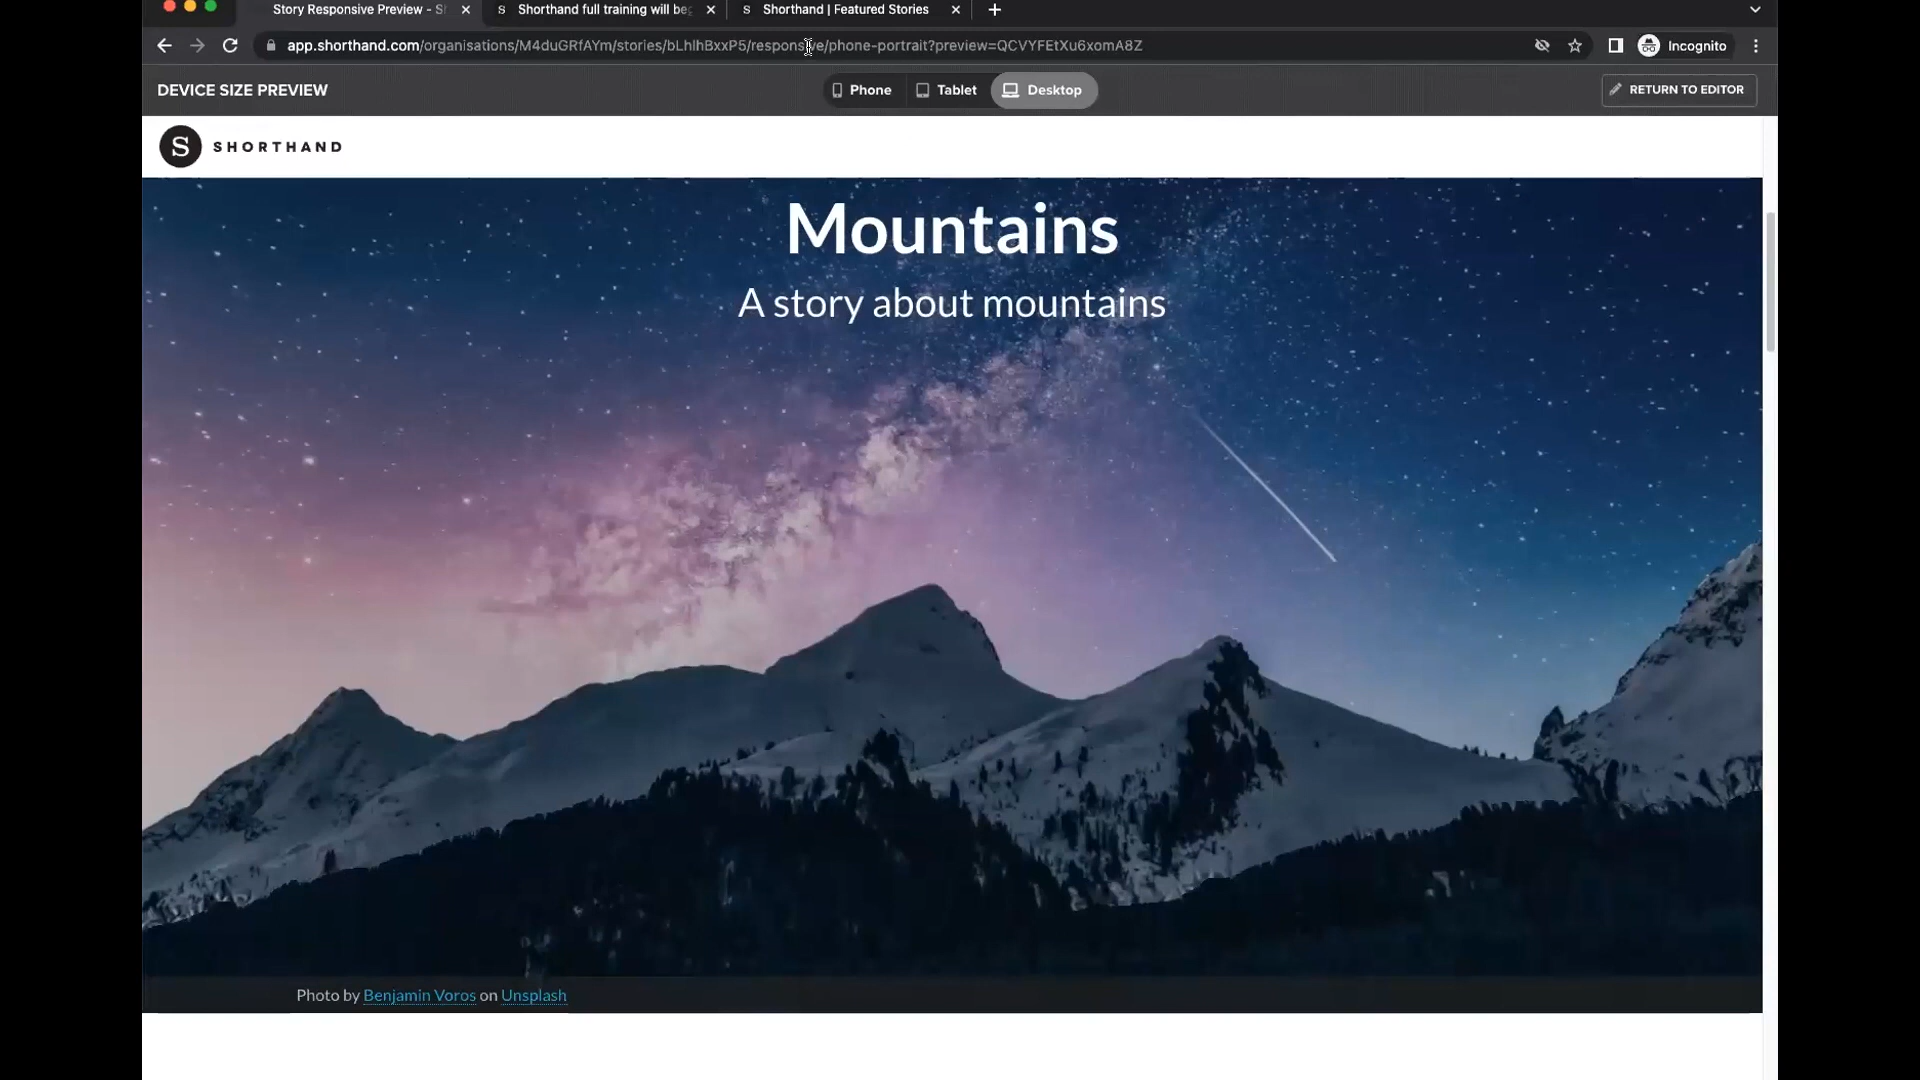 Story Responsive Preview - S
Shorthand full training will be
Shorthand | Featured Stories
app.shorthand.com/organisations/M4duGRfAYm/stories/bLhlhBxxP5/responsive/phone-portrait?preview=QCVYFEtXu6xomA8Z
Incognito
DEVICE SIZE PREVIEW
Phone
Tablet
Desktop
RETURN TO EDITOR
S SHORTHAND
Mountains
A story about mountains
Photo by Benjamin Voros on Unsplash